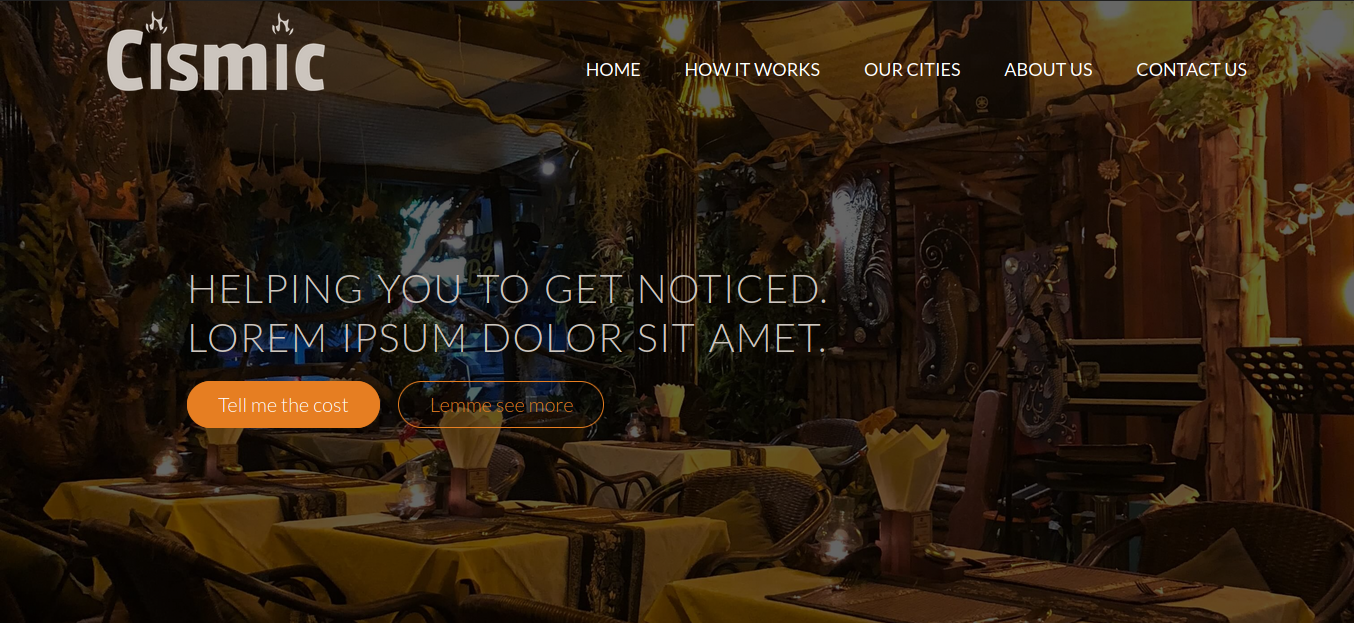 Cismic
HOME HOW IT WORKS OUR CITIES ABOUT US CONTACT US
HELPING YOU TO GET NOTICED.
LOREM IPSUM DOLOR SIT AMET.
Tell me the cost Lemme see more